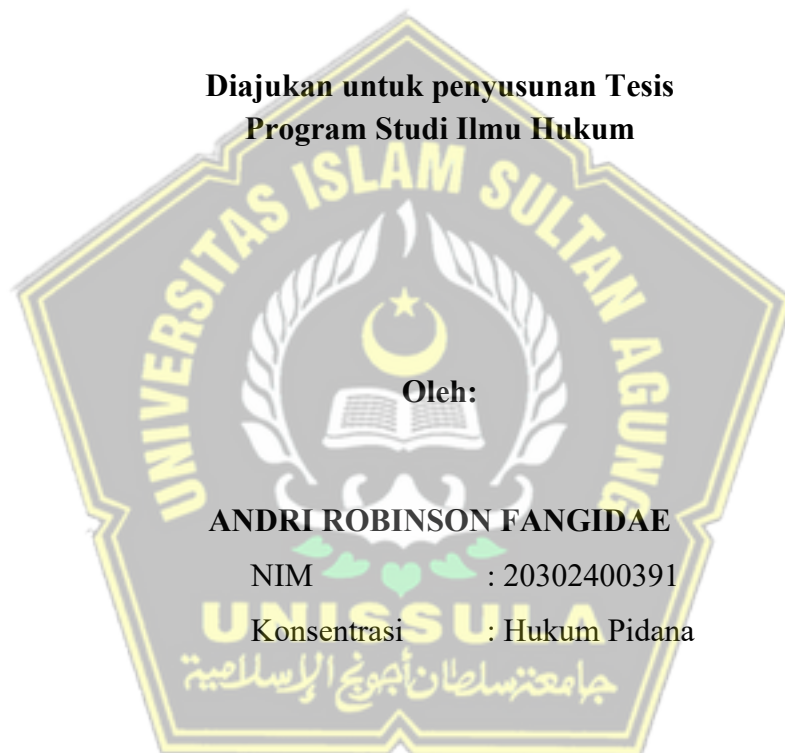 Diajukan untuk penyusunan Tesis
Program Studi Ilmu Hukum
UNIVERSITAS ISLAM SULTAN AGUNG
Oleh:
ANDRI ROBINSON FANGIDAE
NIM : 20302400391
Konsentrasi : Hukum Pidana
UNISSULA
جامعة سلطان أجونج الإسلامية